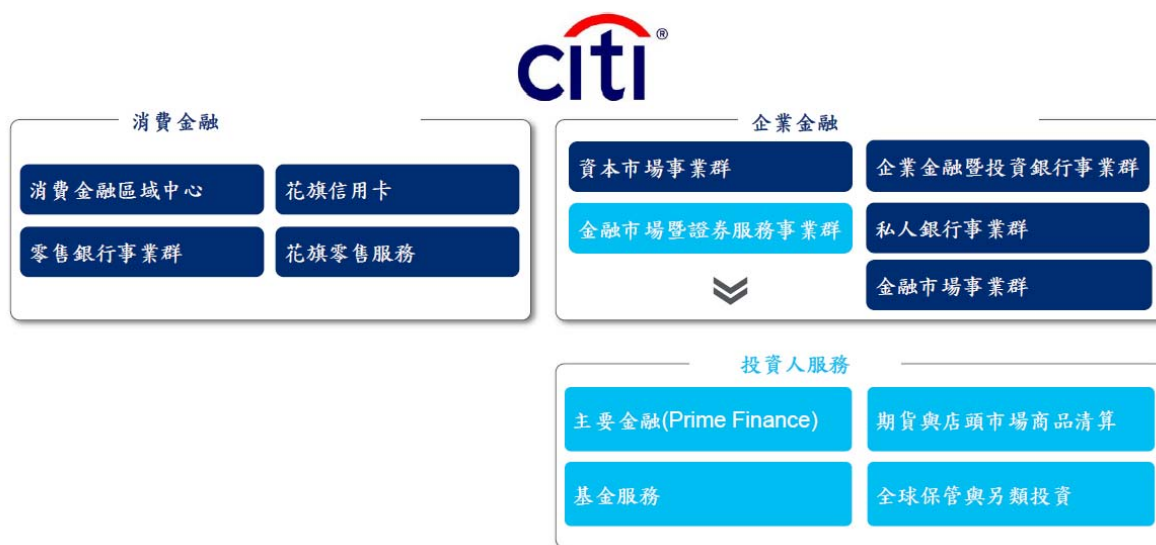 citi®
消費金融
消費金融區域中心
花旗信用卡
零售銀行事業群
花旗零售服務
企業金融
資本市場事業群
企業金融暨投資銀行事業群
金融市場暨證券服務事業群
私人銀行事業群
金融市場事業群
投資人服務
主要金融(Prime Finance)
期貨與店頭市場商品清算
基金服務
全球保管與另類投資